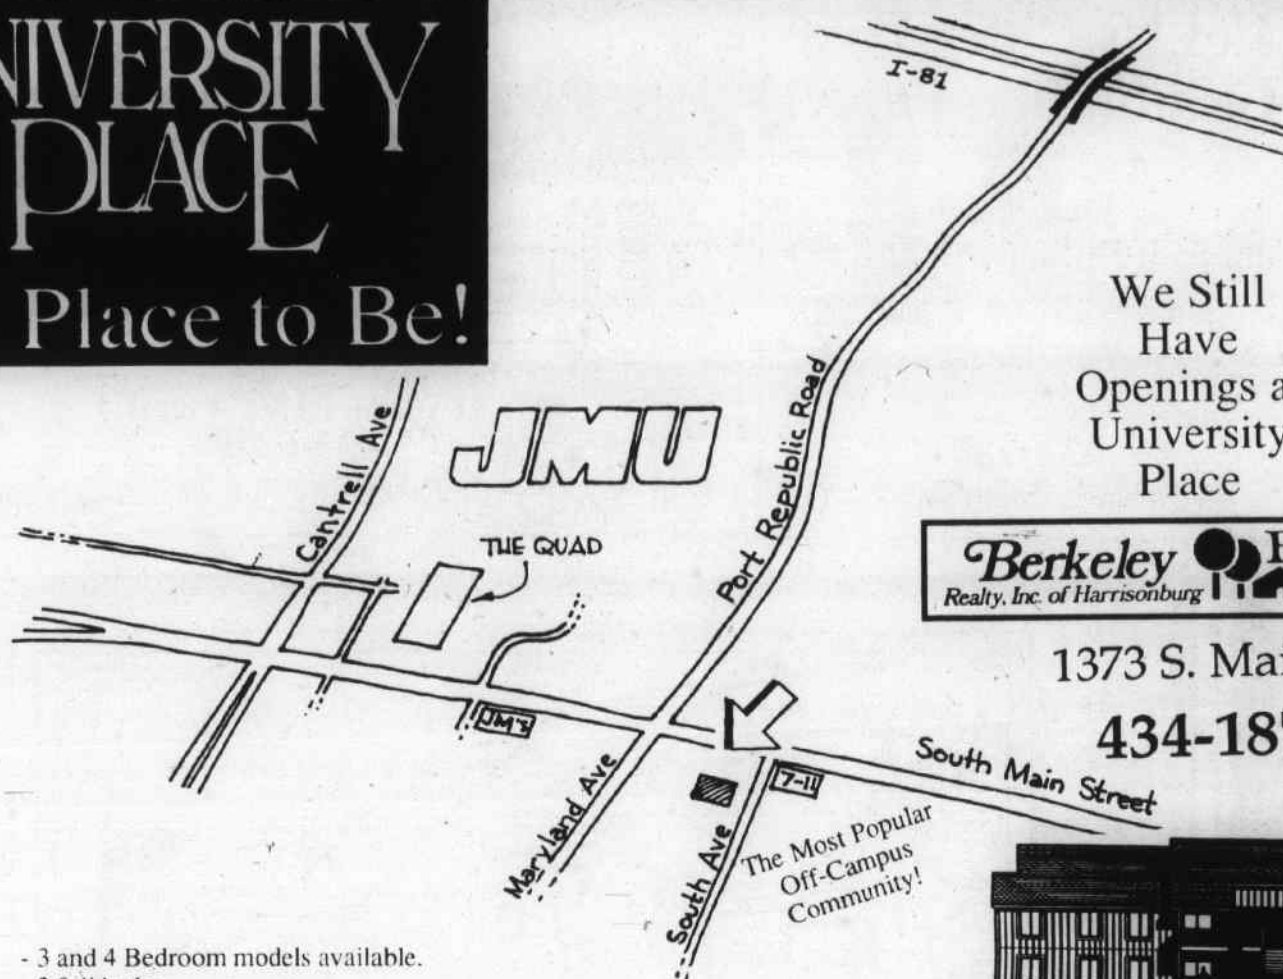 NIVERSITY
PLACE
Place to Be!
I-81
We Still
Have
Openings a
University
Place
Port Republic Road
JMU
Cantrell Ave
THE QUAD
Berkeley
Realty, Inc. of Harrisonburg
1373 S. Mai
434-18
JM's
7-11
South Main Street
Maryland Ave
South Ave
The Most Popular
Off-Campus
Community!
- 3 and 4 Bedroom models available.